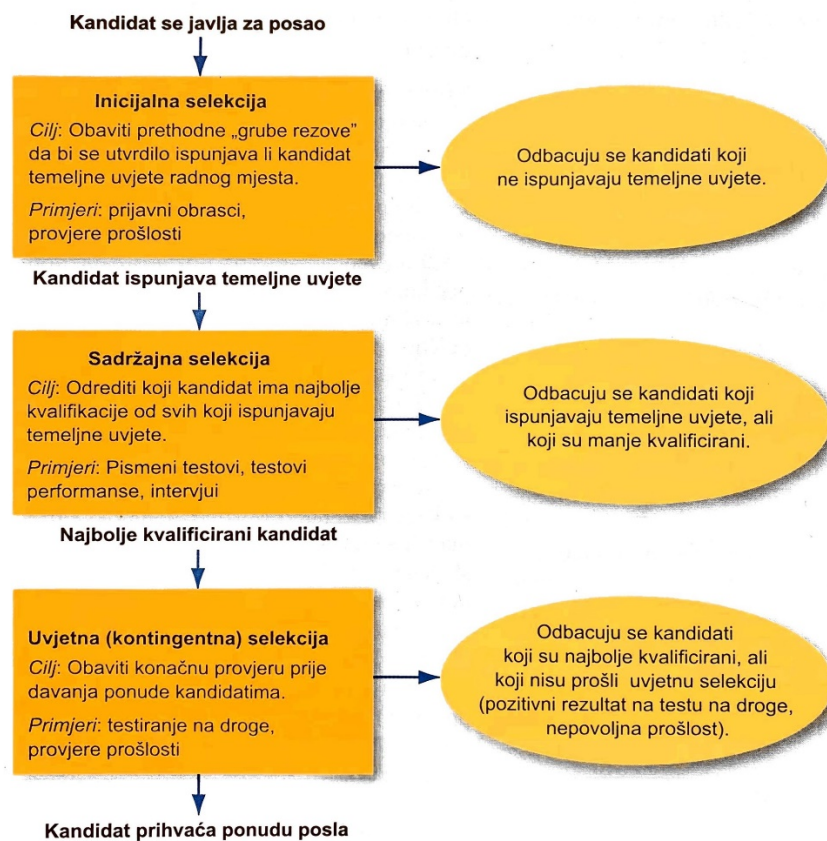 Kandidat se javlja za posao
Inicijalna selekcija
Cilj: Obaviti prethodne „grube rezove”
da bi se utvrdilo ispunjava li kandidat
temeljne uvjete radnog mjesta.
Primjeri: prijavni obrasci,
provjere prošlosti
Odbacuju se kandidati koji
ne ispunjavaju temeljne uvjete.
Kandidat ispunjava temeljne uvjete
Sadržajna selekcija
Cilj: Odrediti koji kandidat ima najbolje
kvalifikacije od svih koji ispunjavaju
temeljne uvjete.
Primjeri: Pismeni testovi, testovi
performanse, intervjui
Odbacuju se kandidati koji
ispunjavaju temeljne uvjete, ali
koji su manje kvalificirani.
Najbolje kvalificirani kandidat
Uvjetna (kontingentna) selekcija
Cilj: Obaviti konačnu provjeru prije
davanja ponude kandidatima.
Primjeri: testiranje na droge,
provjere prošlosti
Odbacuju se kandidati
koji su najbolje kvalificirani, ali
koji nisu prošli uvjetnu selekciju
(pozitivni rezultat na testu na droge,
nepovoljna prošlost).
Kandidat prihvaća ponudu posla